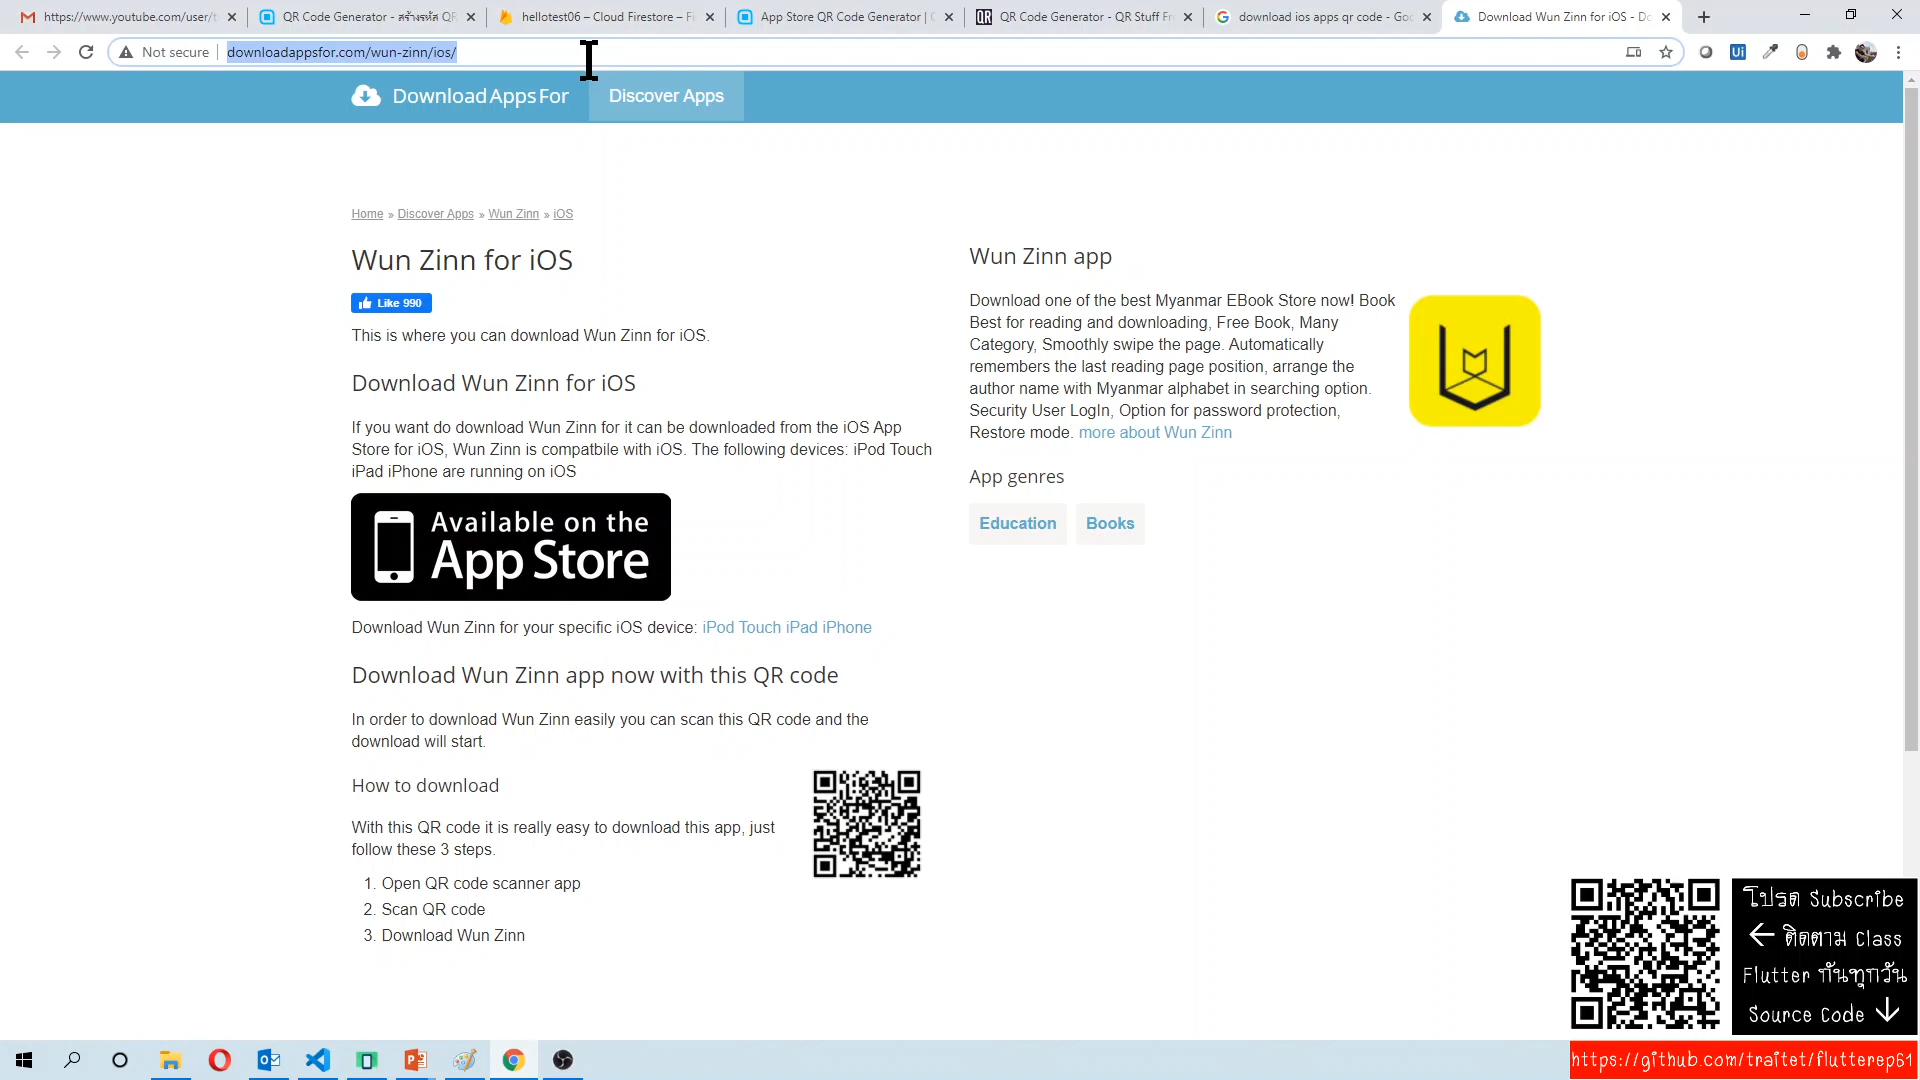 https://www.youtube.com/user/t
QR Code Generator - สร้างรหัส QR
hellotest06 – Cloud Firestore – Fi
App Store QR Code Generator | C
QR Code Generator - QR Stuff Fr
download ios apps qr code - Goo
Download Wun Zinn for iOS - Do
Not secure
downloadappsfor.com/wun-zinn/ios/
Download Apps For
Discover Apps
Home » Discover Apps » Wun Zinn » iOS
Wun Zinn for iOS
Like 990
This is where you can download Wun Zinn for iOS.
Download Wun Zinn for iOS
If you want do download Wun Zinn for it can be downloaded from the iOS App
Store for iOS, Wun Zinn is compatbile with iOS. The following devices: iPod Touch
iPad iPhone are running on iOS
Available on the
App Store
Download Wun Zinn for your specific iOS device: iPod Touch iPad iPhone
Download Wun Zinn app now with this QR code
In order to download Wun Zinn easily you can scan this QR code and the
download will start.
How to download
With this QR code it is really easy to download this app, just
follow these 3 steps.
1. Open QR code scanner app
2. Scan QR code
3. Download Wun Zinn
Wun Zinn app
Download one of the best Myanmar EBook Store now! Book
Best for reading and downloading, Free Book, Many
Category, Smoothly swipe the page. Automatically
remembers the last reading page position, arrange the
author name with Myanmar alphabet in searching option.
Security User LogIn, Option for password protection,
Restore mode. more about Wun Zinn
App genres
Education
Books
โปรด Subscribe
← ติดตาม Class
Flutter กันทุกวัน
Source Code ↓
https://github.com/traitet/flutterep61